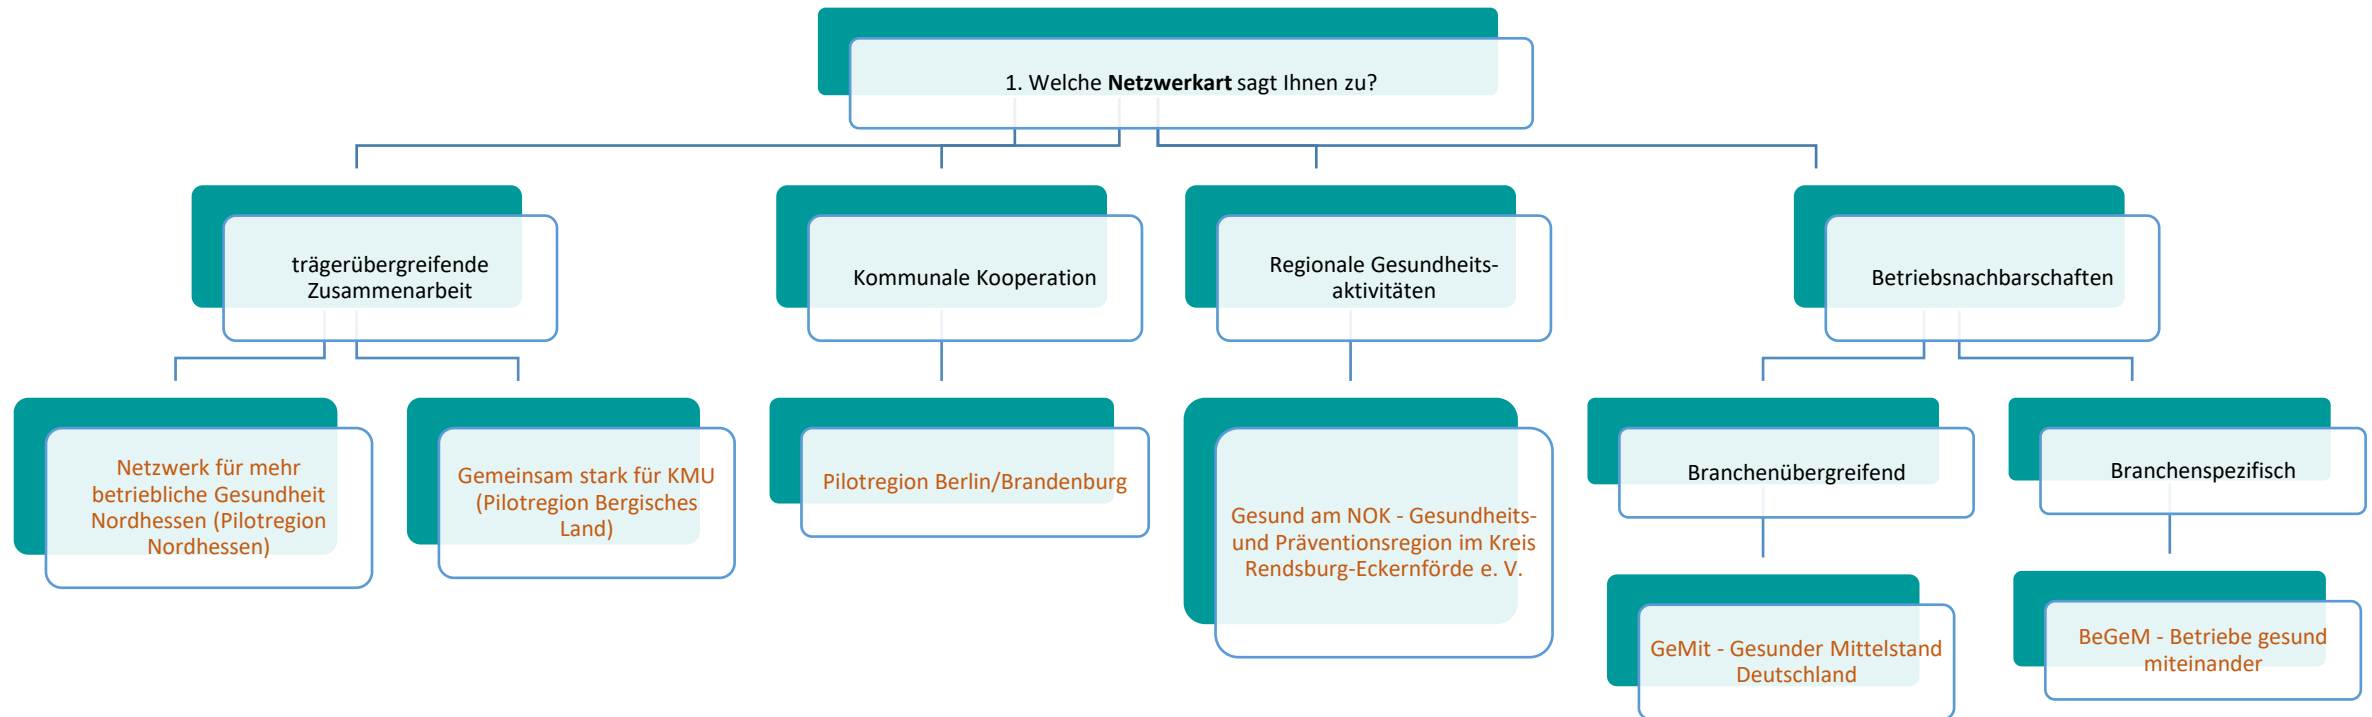 1. Welche Netzwerkart sagt Ihnen zu?
trägerübergreifende
Zusammenarbeit
Kommunale Kooperation
Regionale Gesundheits-
aktivitäten
Betriebsnachbarschaften
Netzwerk für mehr
betriebliche Gesundheit
Nordhessen (Pilotregion
Nordhessen)
Gemeinsam stark für KMU
(Pilotregion Bergisches
Land)
Pilotregion Berlin/Brandenburg
Gesund am NOK - Gesundheits-
und Präventionsregion im Kreis
Rendsburg-Eckernförde e. V.
Branchenübergreifend
Branchenspezifisch
GeMit - Gesunder Mittelstand
Deutschland
BeGeM - Betriebe gesund
miteinander